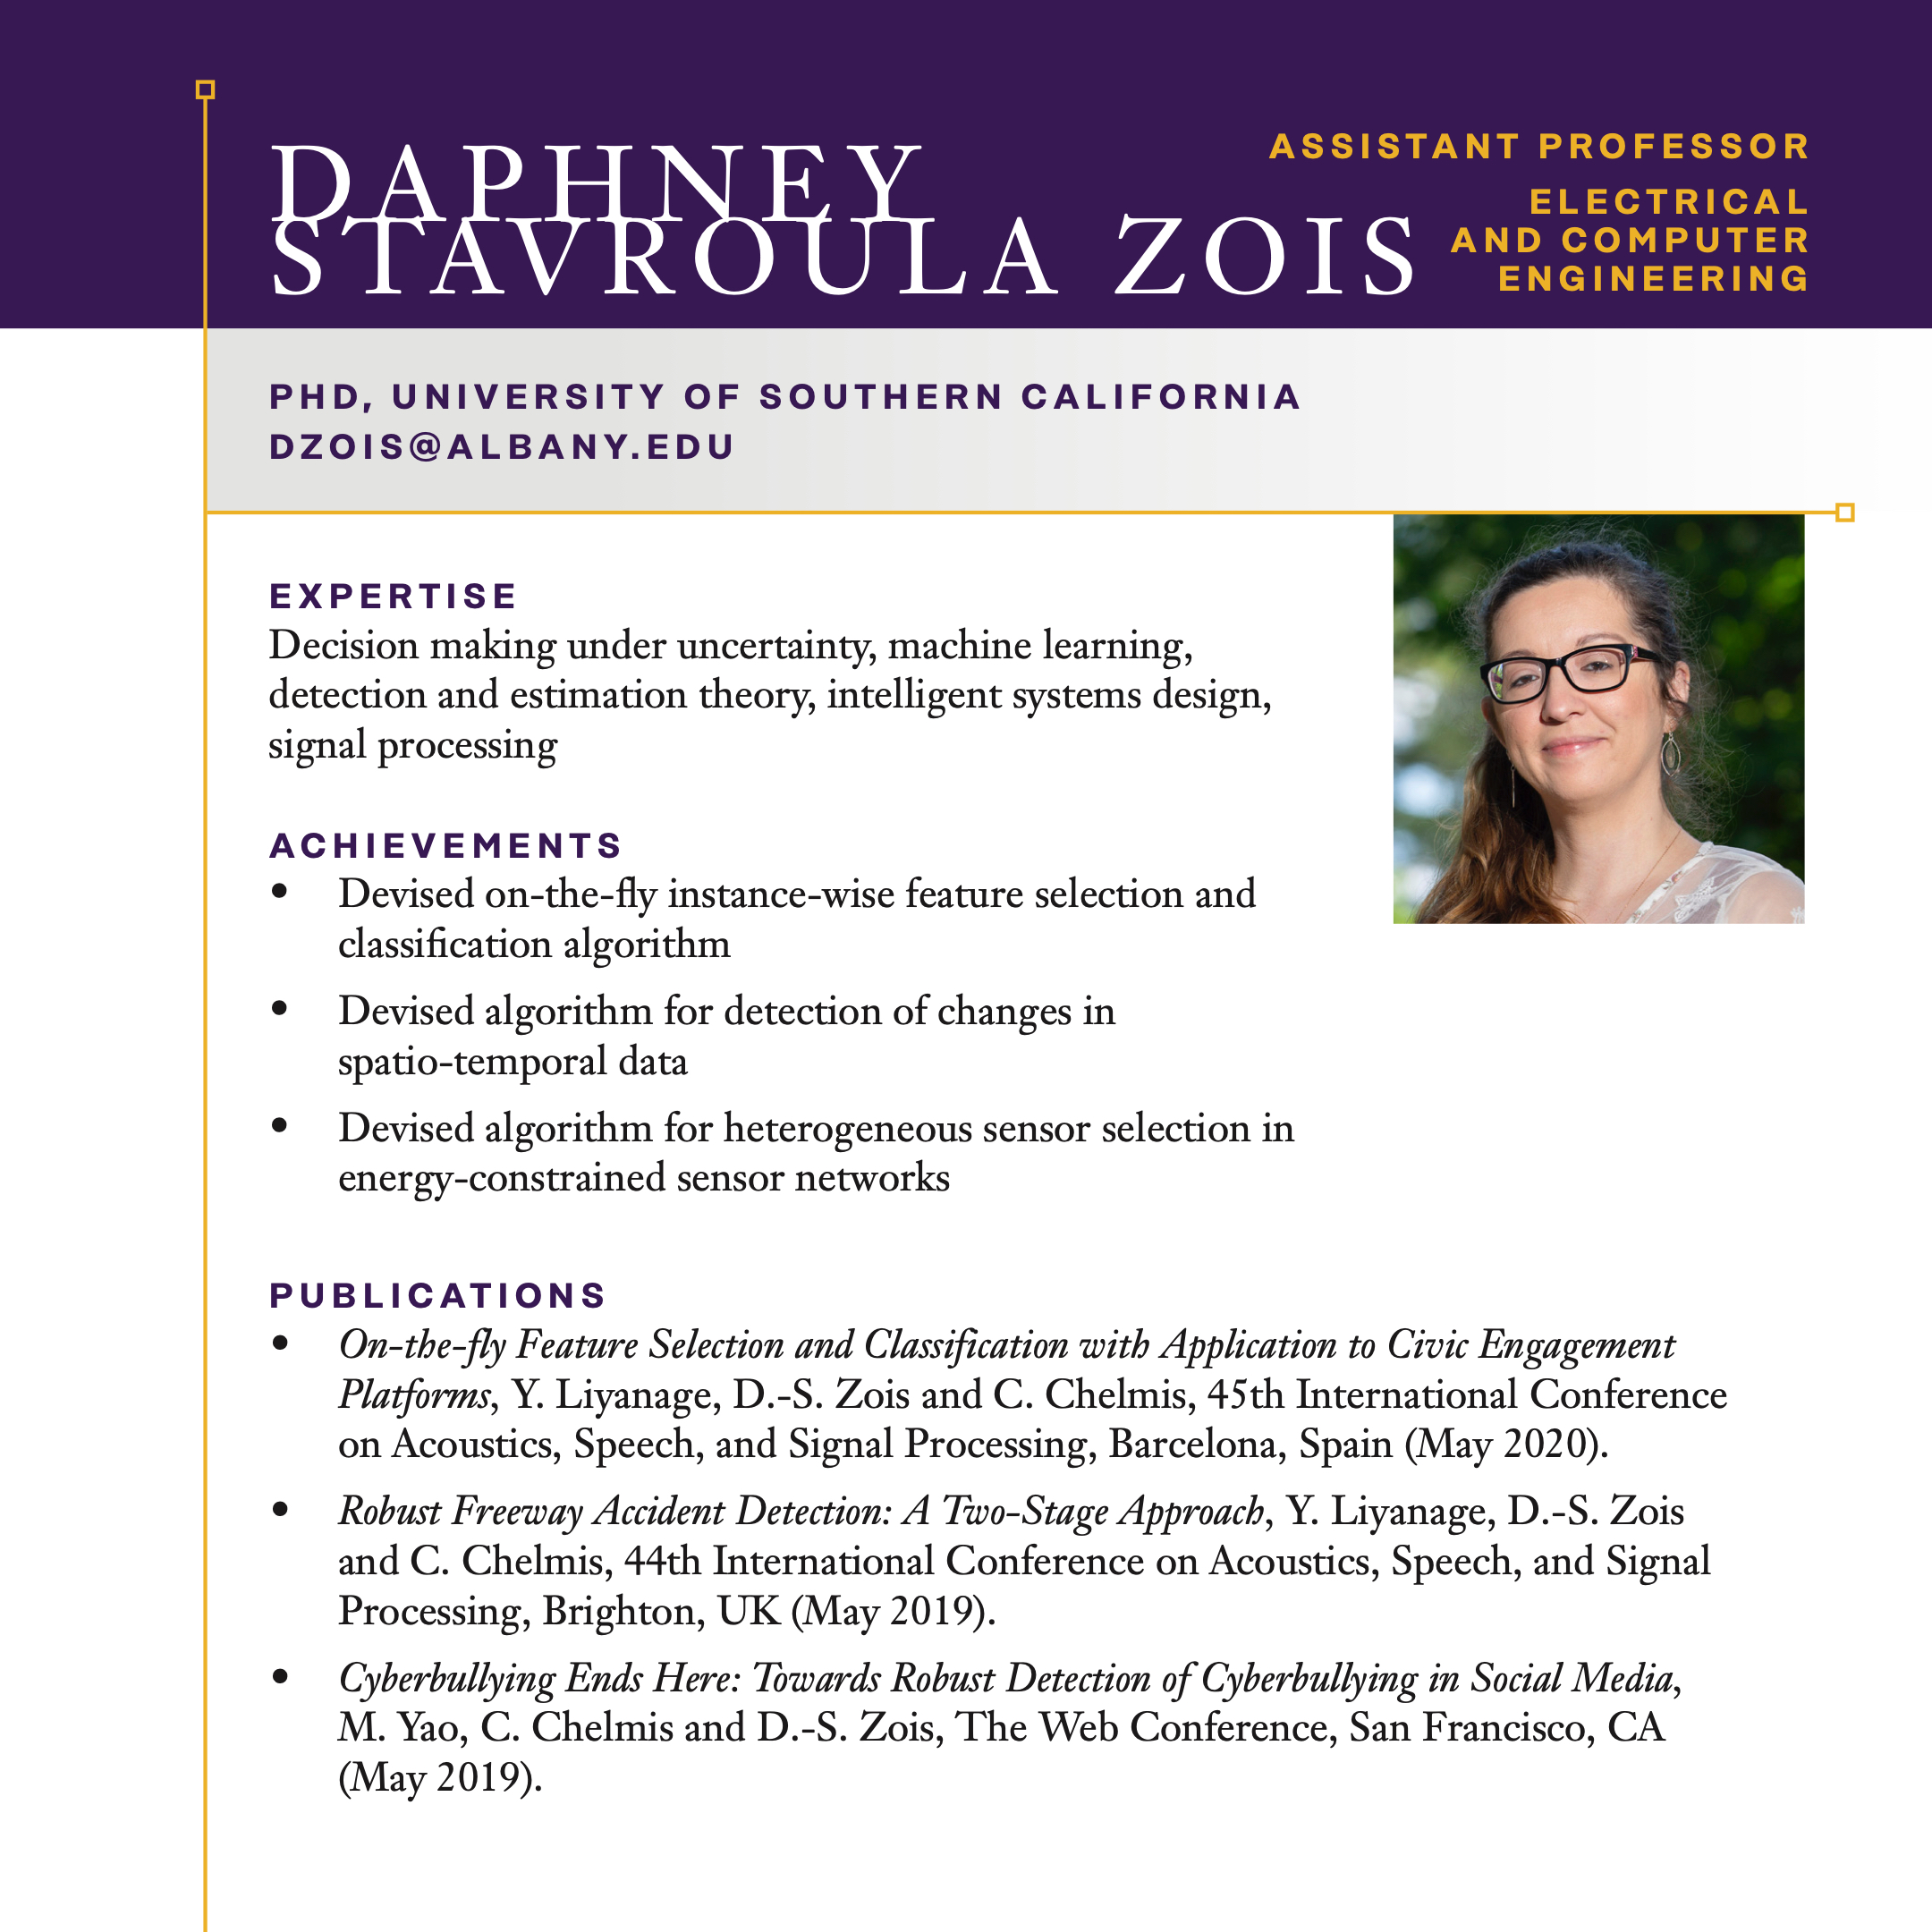 DAPHNEY
STAVROULA ZOIS
ASSISTANT PROFESSOR
ELECTRICAL
AND COMPUTER
ENGINEERING
PHD, UNIVERSITY OF SOUTHERN CALIFORNIA
DZOIS@ALBANY.EDU
EXPERTISE
Decision making under uncertainty, machine learning,
detection and estimation theory, intelligent systems design,
signal processing
ACHIEVEMENTS
• Devised on-the-fly instance-wise feature selection and
classification algorithm
• Devised algorithm for detection of changes in
spatio-temporal data
• Devised algorithm for heterogeneous sensor selection in
energy-constrained sensor networks
PUBLICATIONS
• On-the-fly Feature Selection and Classification with Application to Civic Engagement
Platforms, Y. Liyanage, D.-S. Zois and C. Chelmis, 45th International Conference
on Acoustics, Speech, and Signal Processing, Barcelona, Spain (May 2020).
• Robust Freeway Accident Detection: A Two-Stage Approach, Y. Liyanage, D.-S. Zois
and C. Chelmis, 44th International Conference on Acoustics, Speech, and Signal
Processing, Brighton, UK (May 2019).
• Cyberbullying Ends Here: Towards Robust Detection of Cyberbullying in Social Media,
M. Yao, C. Chelmis and D.-S. Zois, The Web Conference, San Francisco, CA
(May 2019).